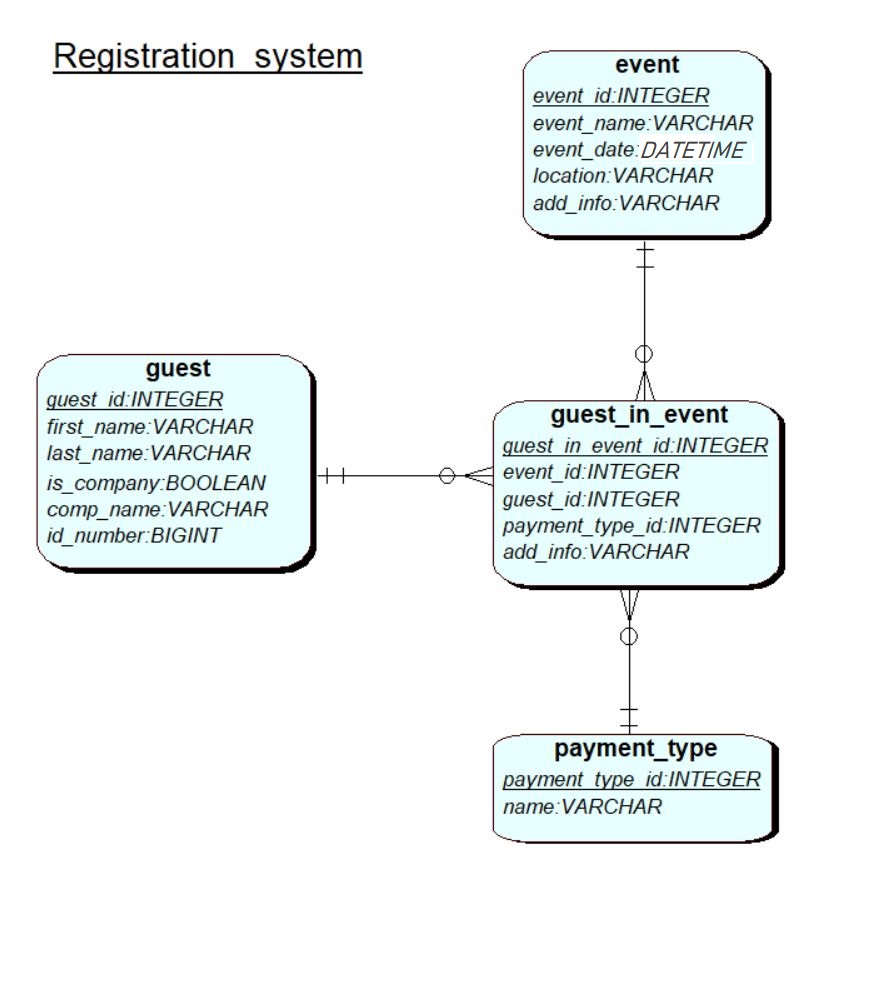 Registration system
event
event_id:INTEGER
event_name:VARCHAR
event_date:DATETIME
location:VARCHAR
add_info:VARCHAR
guest
guest_id:INTEGER
first_name:VARCHAR
last_name:VARCHAR
is_company:BOOLEAN
comp_name:VARCHAR
id_number:BIGINT
guest_in_event
guest_in_event_id:INTEGER
event_id:INTEGER
guest_id:INTEGER
payment_type_id:INTEGER
add_info:VARCHAR
payment_type
payment_type_id:INTEGER
name:VARCHAR